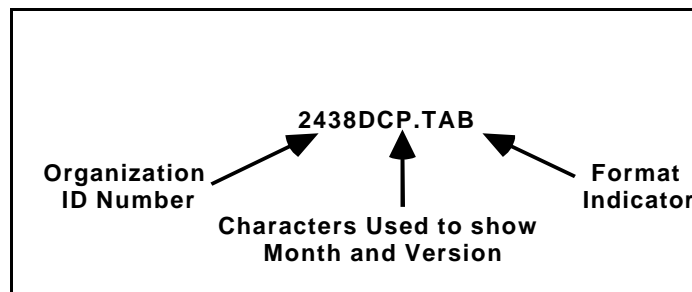 2438DCP.TAB
Organization
ID Number
Characters Used to show
Month and Version
Format
Indicator